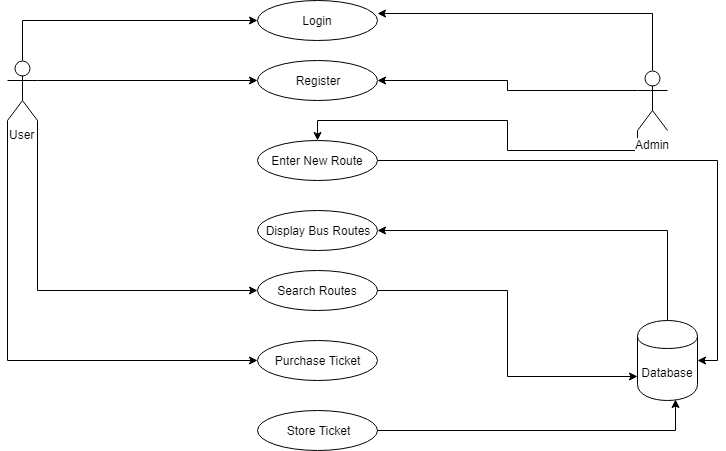 Login
Register
User
Admin
Enter New Route
Display Bus Routes
Search Routes
Purchase Ticket
Database
Store Ticket